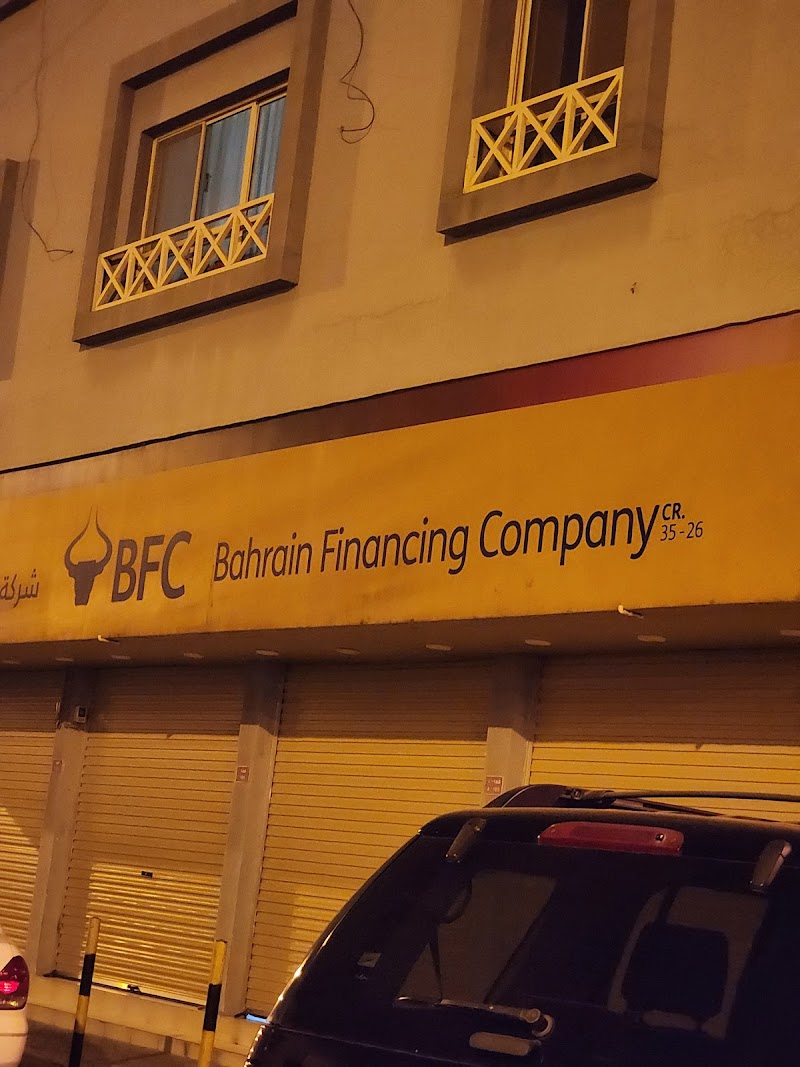 شركة
BFC
Bahrain Financing Company
CR.
35-26